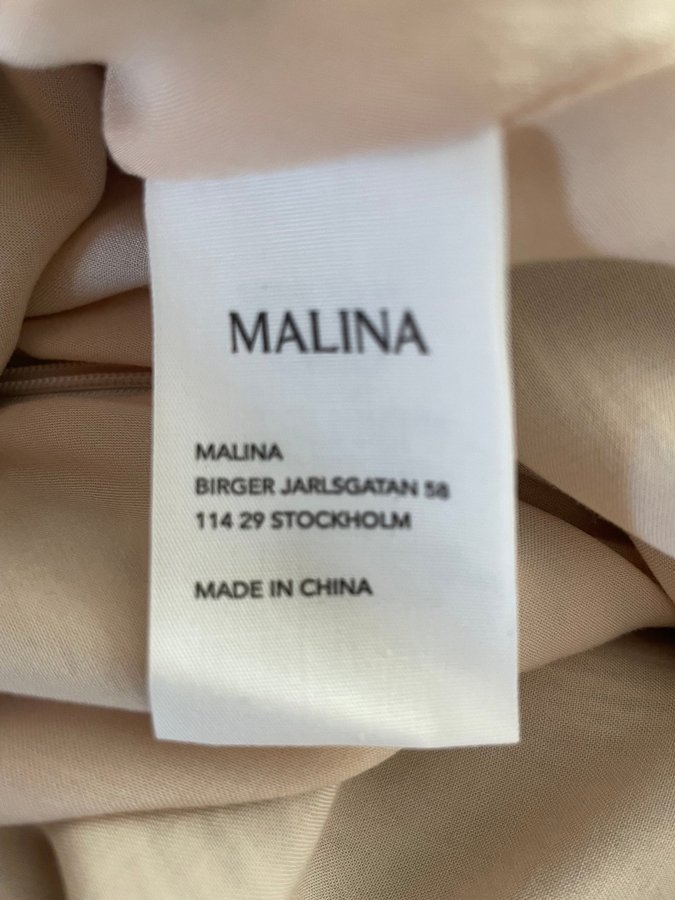 MALINA
MALINA
BIRGER JARLSGATAN 58
114 29 STOCKHOLM
MADE IN CHINA